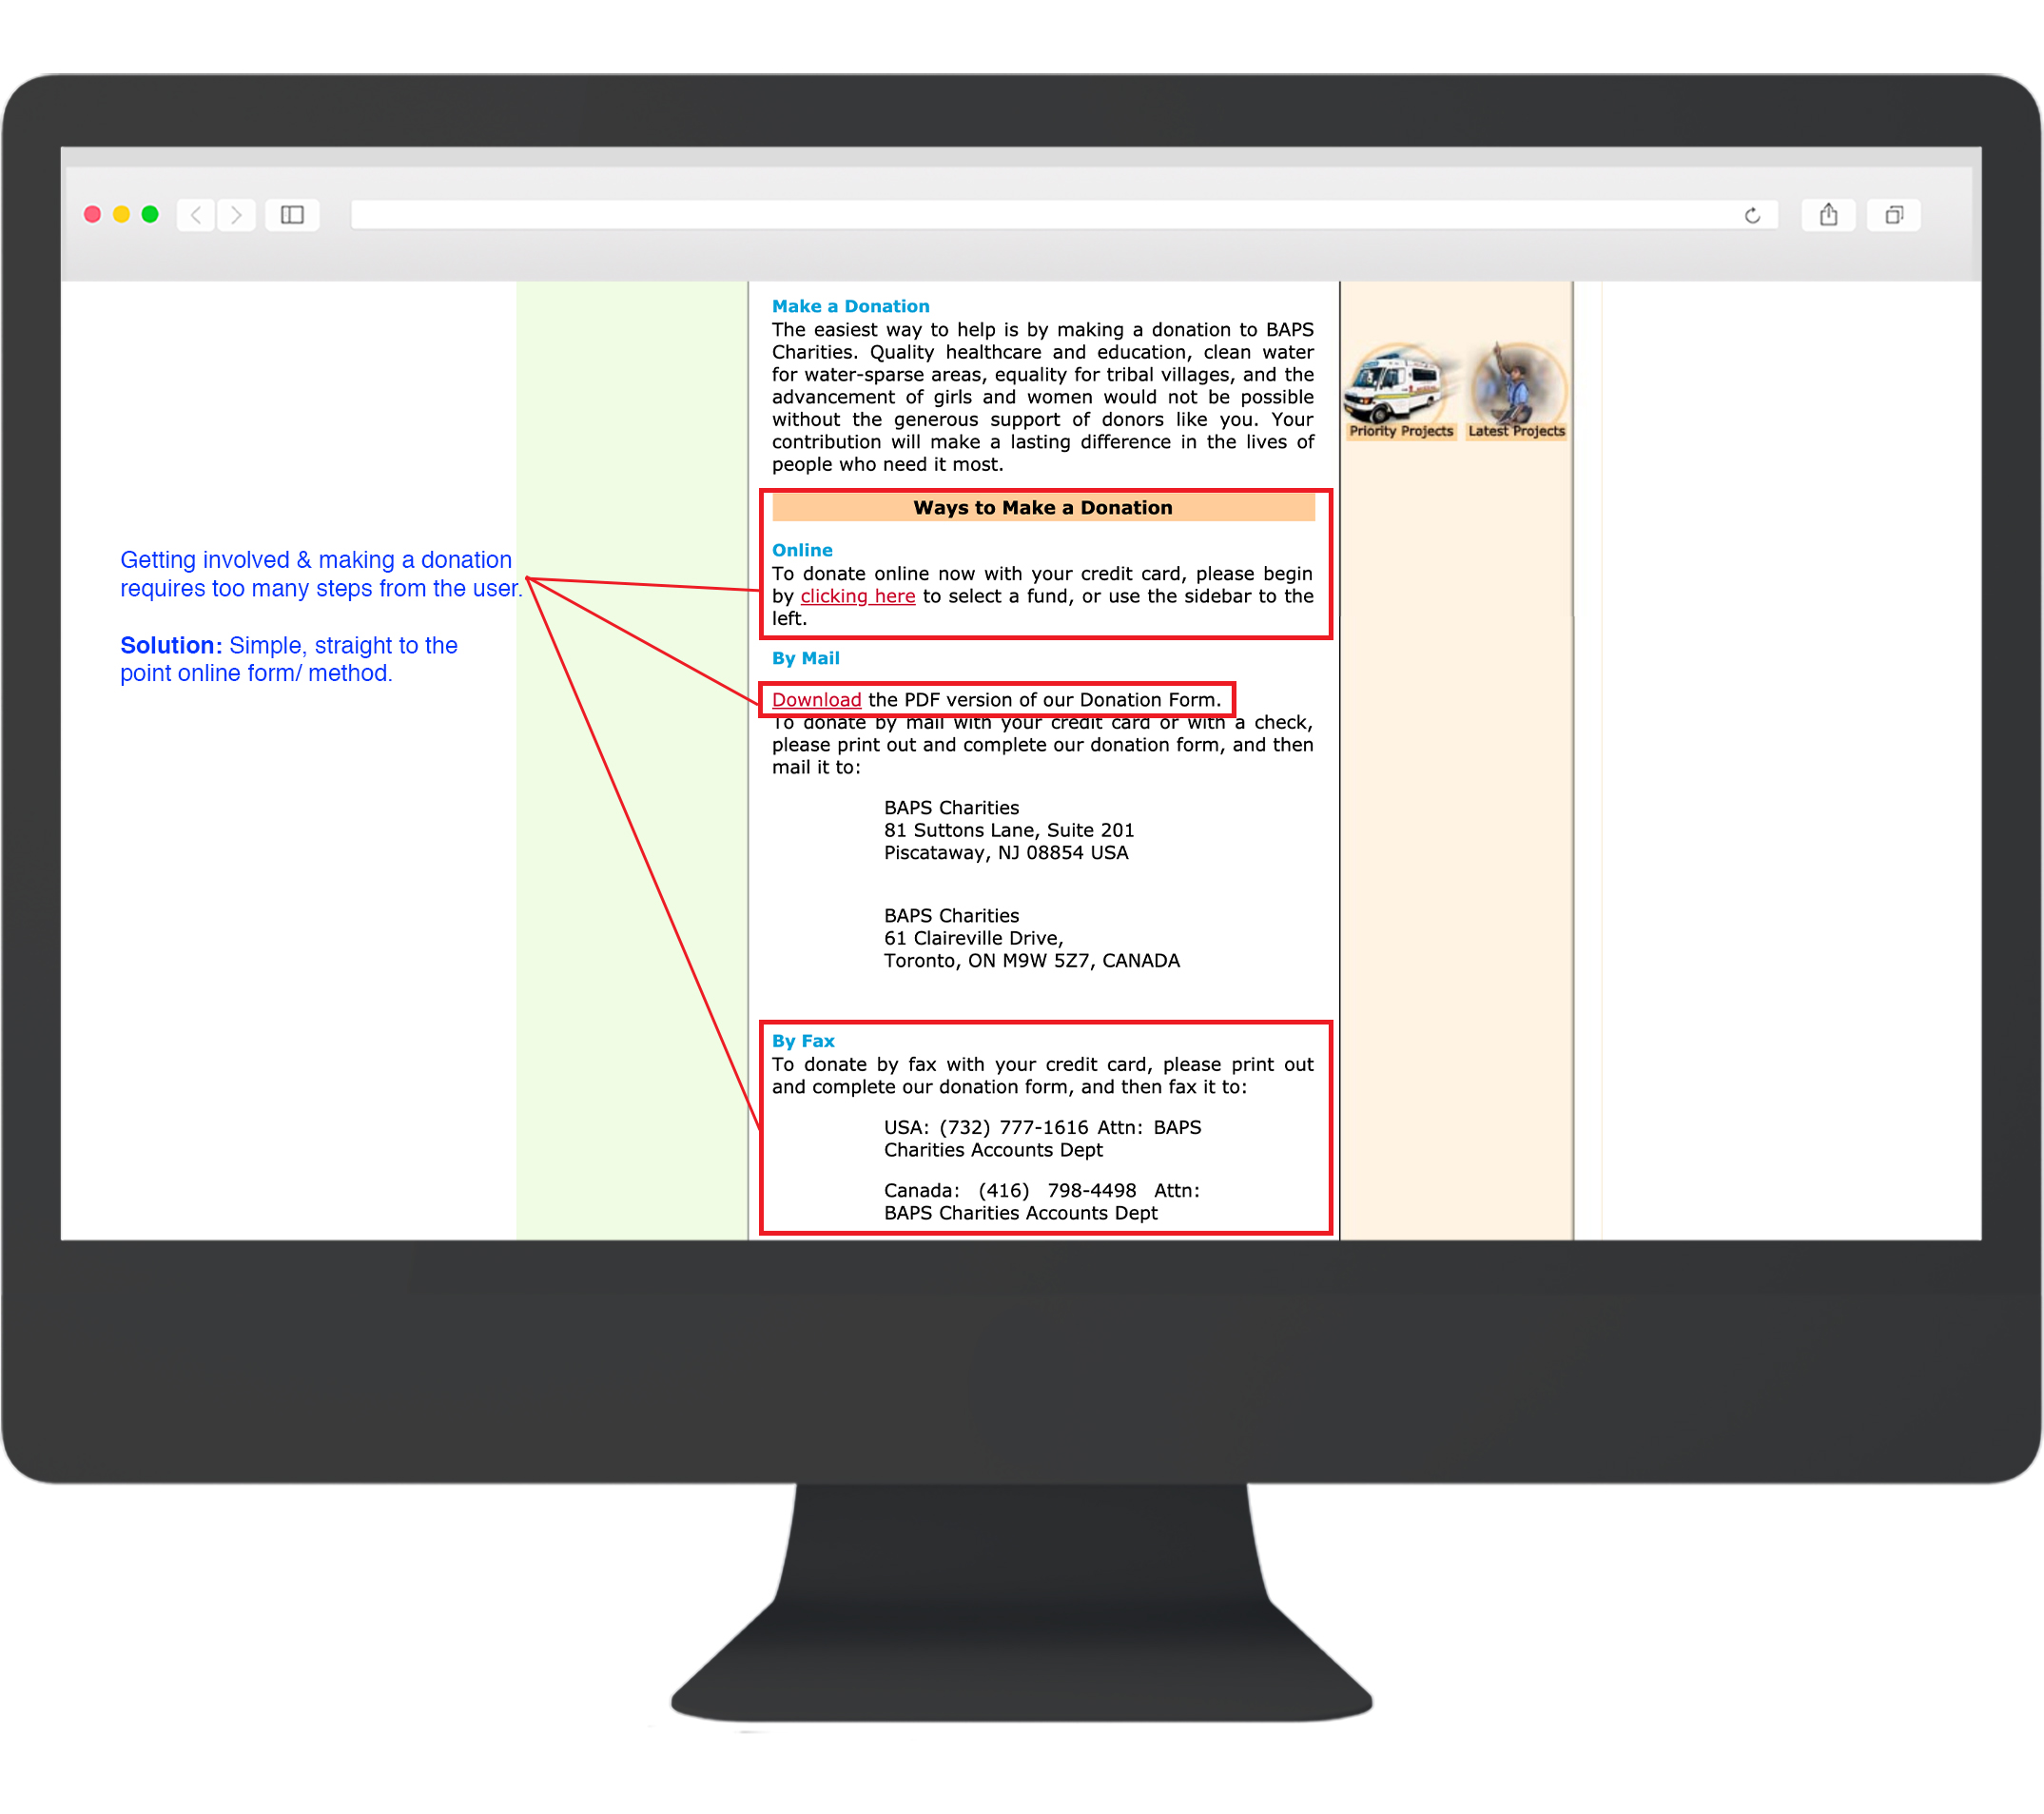 Make a Donation
The easiest way to help is by making a donation to BAPS
Charities. Quality healthcare and education, clean water
for water-sparse areas, equality for tribal villages, and the
advancement of girls and women would not be possible
without the generous support of donors like you. Your
contribution will make a lasting difference in the lives of
people who need it most.
Priority Projects
Latest Projects
Ways to Make a Donation
Online
To donate online now with your credit card, please begin
by clicking here to select a fund, or use the sidebar to the
left.
Getting involved & making a donation
requires too many steps from the user.
Solution: Simple, straight to the
point online form/ method.
By Mail
Download the PDF version of our Donation Form.
To donate by mail with your credit card or with a check,
please print out and complete our donation form, and then
mail it to:
BAPS Charities
81 Suttons Lane, Suite 201
Piscataway, NJ 08854 USA
BAPS Charities
61 Claireville Drive,
Toronto, ON M9W 5Z7, CANADA
By Fax
To donate by fax with your credit card, please print out
and complete our donation form, and then fax it to:
USA: (732) 777-1616 Attn: BAPS
Charities Accounts Dept
Canada: (416) 798-4498 Attn:
BAPS Charities Accounts Dept